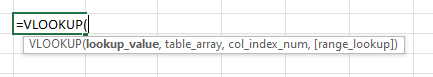 =VLOOKUP(
VLOOKUP(lookup_value, table_array, col_index_num, [range_lookup])